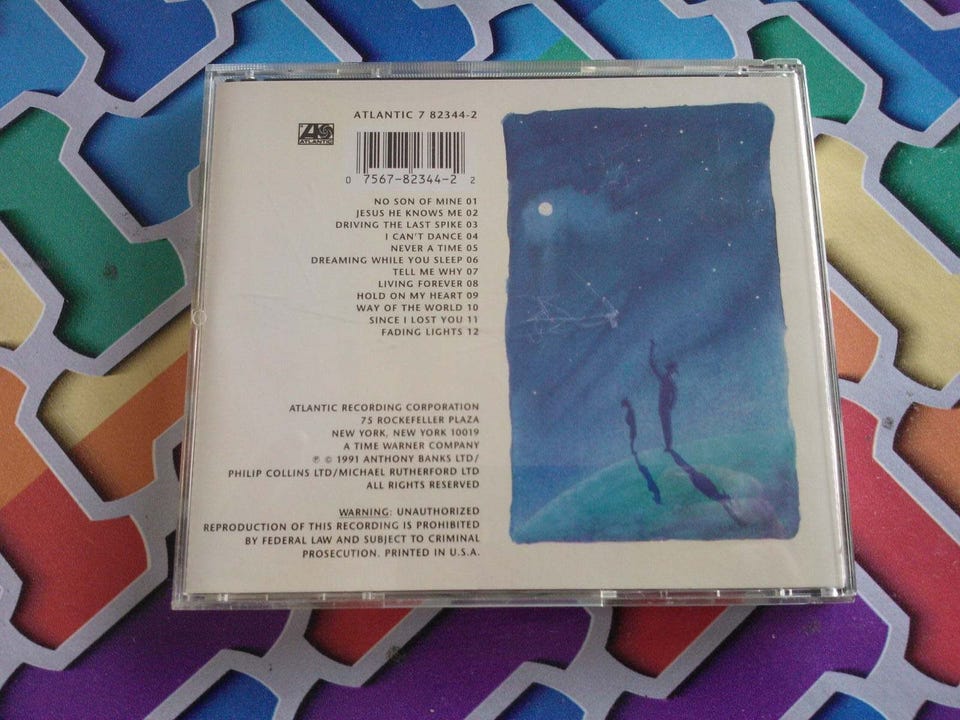 ATLANTIC 7 82344-2
ATLANTIC
0 7567-82344-2 2
NO SON OF MINE 01
JESUS HE KNOWS ME 02
DRIVING THE LAST SPIKE 03
I CAN'T DANCE 04
NEVER A TIME 05
DREAMING WHILE YOU SLEEP 06
TELL ME WHY 07
LIVING FOREVER 08
HOLD ON MY HEART 09
WAY OF THE WORLD 10
SINCE I LOST YOU 11
FADING LIGHTS 12
ATLANTIC RECORDING CORPORATION
75 ROCKEFELLER PLAZA
NEW YORK, NEW YORK 10019
A TIME WARNER COMPANY
℗ © 1991 ANTHONY BANKS LTD/
PHILIP COLLINS LTD/MICHAEL RUTHERFORD LTD
ALL RIGHTS RESERVED
WARNING: UNAUTHORIZED
REPRODUCTION OF THIS RECORDING IS PROHIBITED
BY FEDERAL LAW AND SUBJECT TO CRIMINAL
PROSECUTION. PRINTED IN U.S.A.